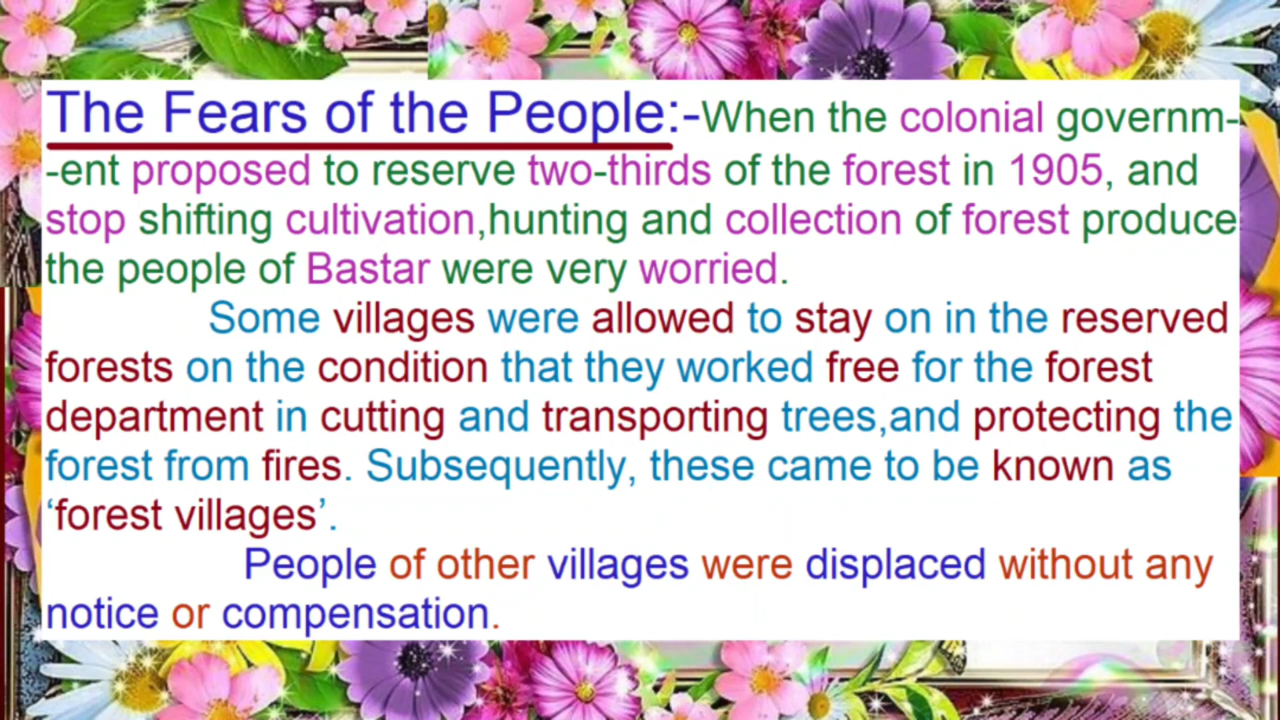 The Fears of the People:-When the colonial governm-
-ent proposed to reserve two-thirds of the forest in 1905, and
stop shifting cultivation,hunting and collection of forest produce
the people of Bastar were very worried.
Some villages were allowed to stay on in the reserved
forests on the condition that they worked free for the forest
department in cutting and transporting trees,and protecting the
forest from fires. Subsequently, these came to be known as
‘forest villages’.
People of other villages were displaced without any
notice or compensation.